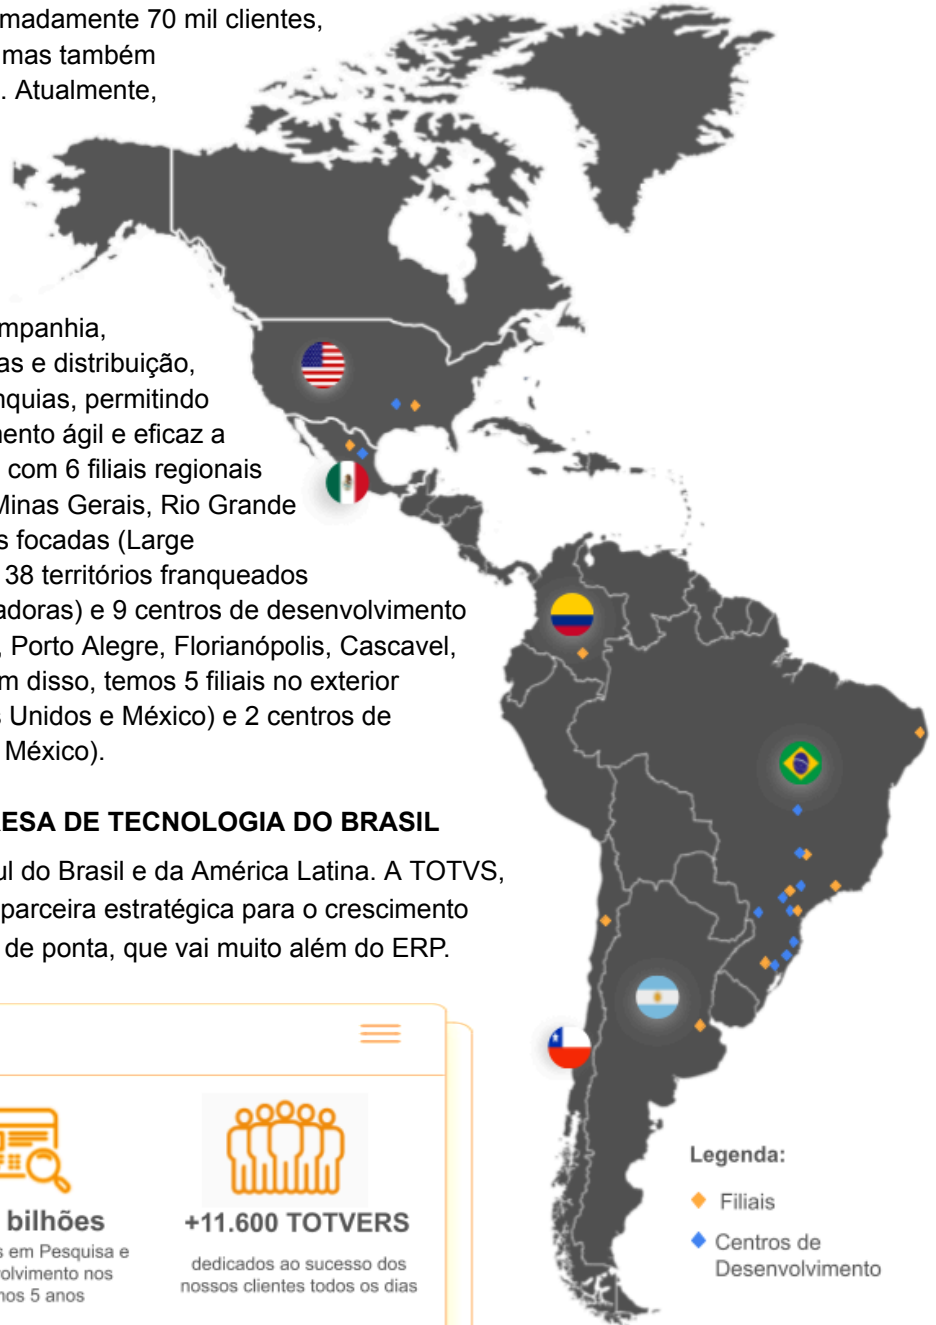 madamente 70 mil clientes,
mas também
. Atualmente,
mpanhia,
as e distribuição,
nquias, permitindo
mento ágil e eficaz a
com 6 filiais regionais
Minas Gerais, Rio Grande
s focadas (Large
38 territórios franqueados
adoras) e 9 centros de desenvolvimento
, Porto Alegre, Florianópolis, Cascavel,
m disso, temos 5 filiais no exterior
s Unidos e México) e 2 centros de
México).
ESA DE TECNOLOGIA DO BRASIL
ul do Brasil e da América Latina. A TOTVS,
parceira estratégica para o crescimento
de ponta, que vai muito além do ERP.
bilhões
s em Pesquisa e
volvimento nos
mos 5 anos
+11.600 TOTVERS
dedicados ao sucesso dos
nossos clientes todos os dias
Legenda:
Filiais
Centros de
Desenvolvimento